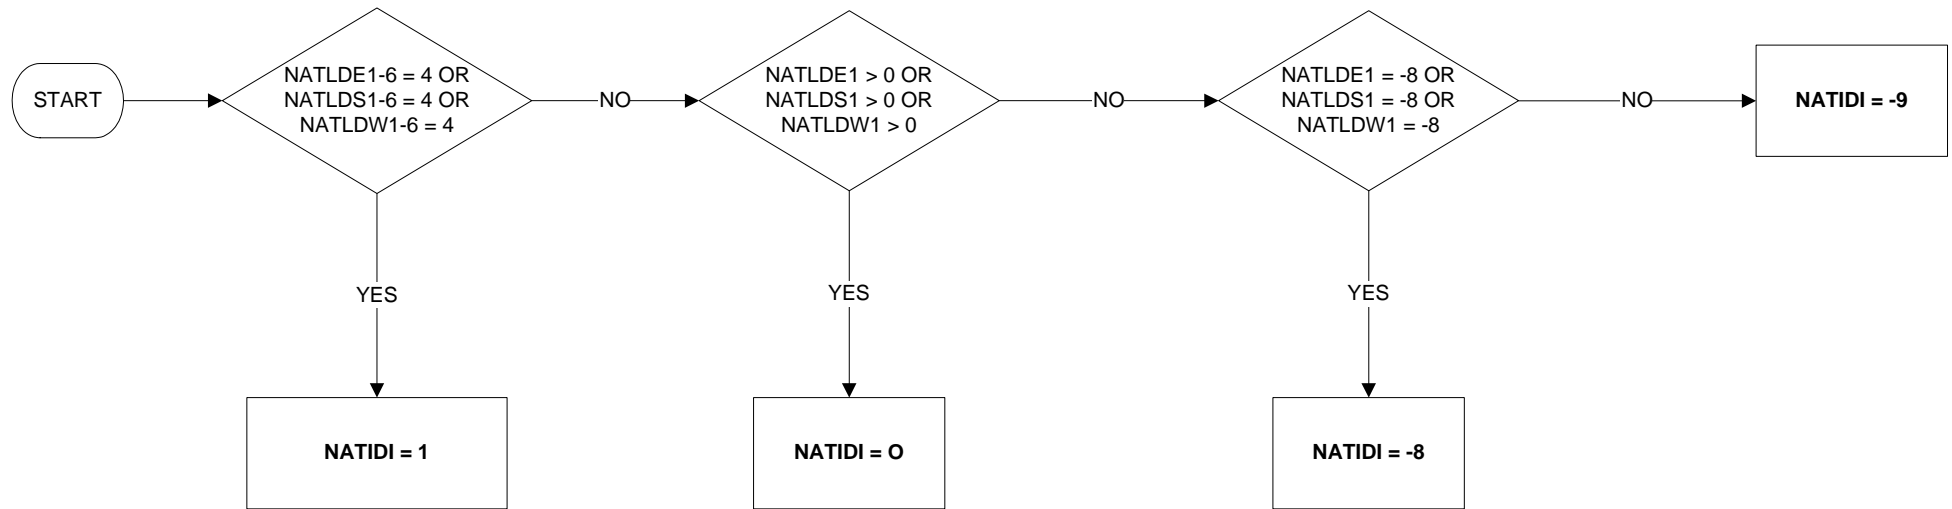 START
NATLDE1-6 = 4 OR
NATLDS1-6 = 4 OR
NATLDW1-6 = 4
NO
NATLDE1 > 0 OR
NATLDS1 > 0 OR
NATLDW1 > 0
NO
NATLDE1 = -8 OR
NATLDS1 = -8 OR
NATLDW1 = -8
NO
NATIDI = -9
YES
YES
YES
NATIDI = 1
NATIDI = O
NATIDI = -8